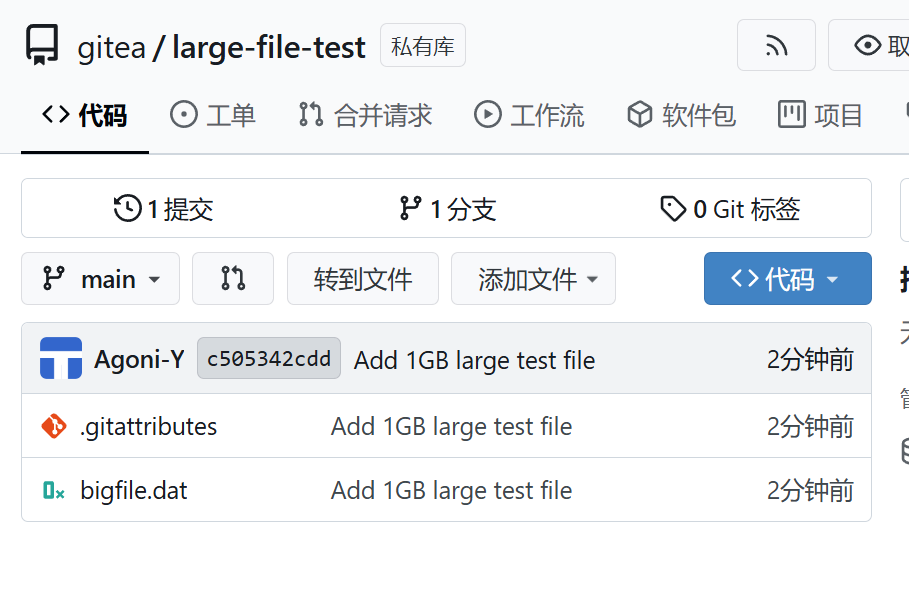 gitea / large-file-test 私有库 取
代码 工单 合并请求 工作流 软件包 项目
1 提交 1 分支 0 Git 标签
main 转到文件 添加文件 代码
Agoni-Y c505342cdd Add 1GB large test file 2分钟前
.gitattributes Add 1GB large test file 2分钟前
bigfile.dat Add 1GB large test file 2分钟前